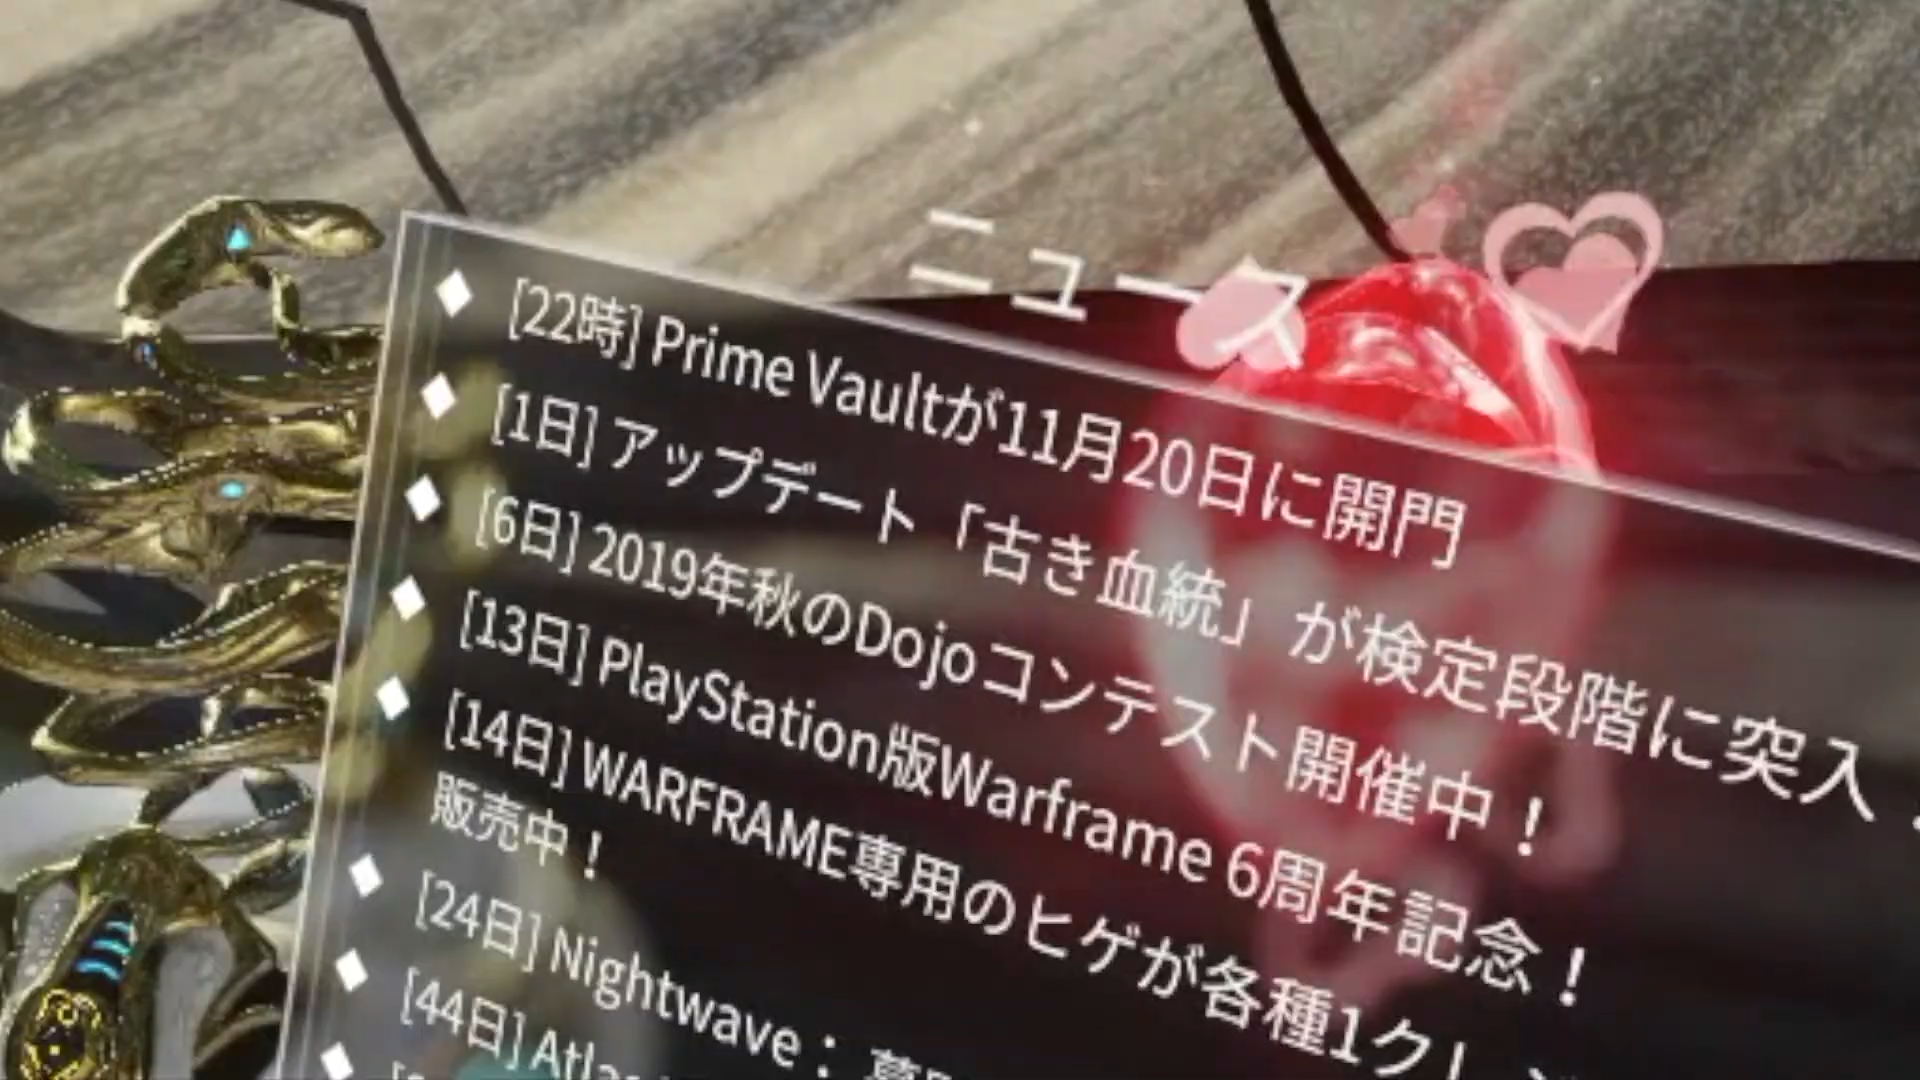 ニュース
[22時] Prime Vaultが11月20日に開門
[1日] アップデート「古き血統」が検定段階に突入
[6日] 2019年秋のDojoコンテスト開催中！
[13日] PlayStation版Warframe 6周年記念！
[14日] WARFRAME専用のヒゲが各種1クレ
販売中！
[24日] Nightwave：
[44日]